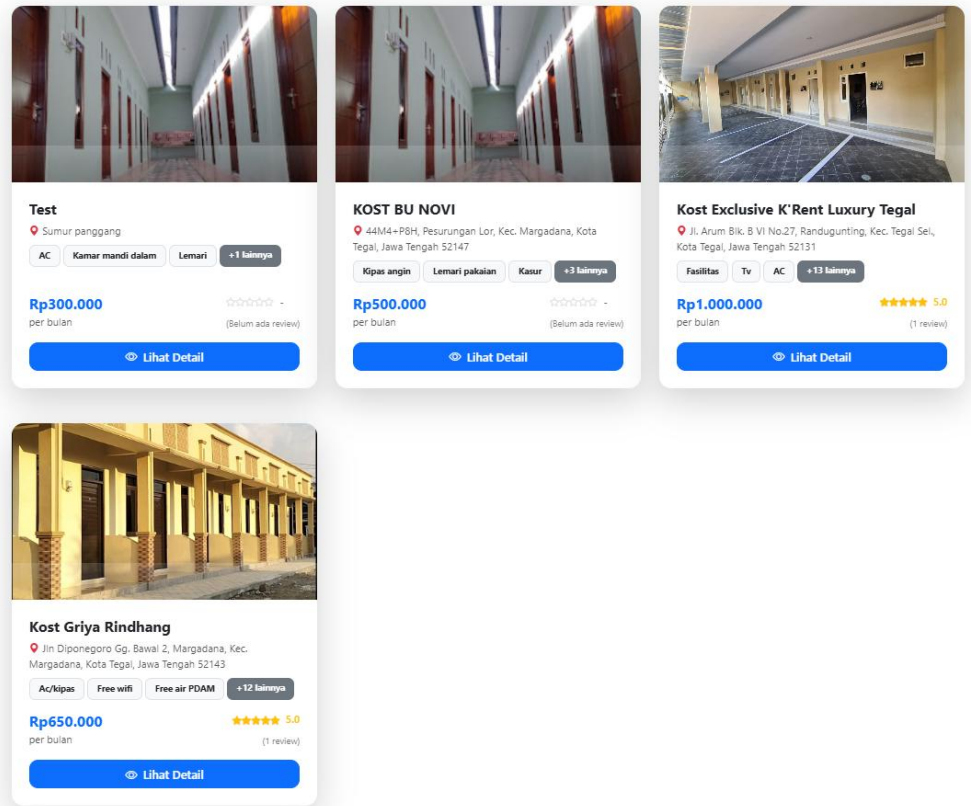 Test
Sumur panggang
AC Kamar mandi dalam Lemari +1 lainnya
Rp300.000 -
per bulan (Belum ada review)
Lihat Detail
KOST BU NOVI
44M4+P8H, Pesurungan Lor, Kec. Margadana, Kota
Tegal, Jawa Tengah 52147
Kipas angin Lemari pakaian Kasur +3 lainnya
Rp500.000 -
per bulan (Belum ada review)
Lihat Detail
Kost Exclusive K'Rent Luxury Tegal
Jl. Arum Blk. B VI No.27, Randugunting, Kec. Tegal Sel.,
Kota Tegal, Jawa Tengah 52131
Fasilitas Tv AC +13 lainnya
Rp1.000.000 5.0
per bulan (1 review)
Lihat Detail
Kost Griya Rindhang
Jln Diponegoro Gg. Bawal 2, Margadana, Kec.
Margadana, Kota Tegal, Jawa Tengah 52143
Ac/kipas Free wifi Free air PDAM +12 lainnya
Rp650.000 5.0
per bulan (1 review)
Lihat Detail